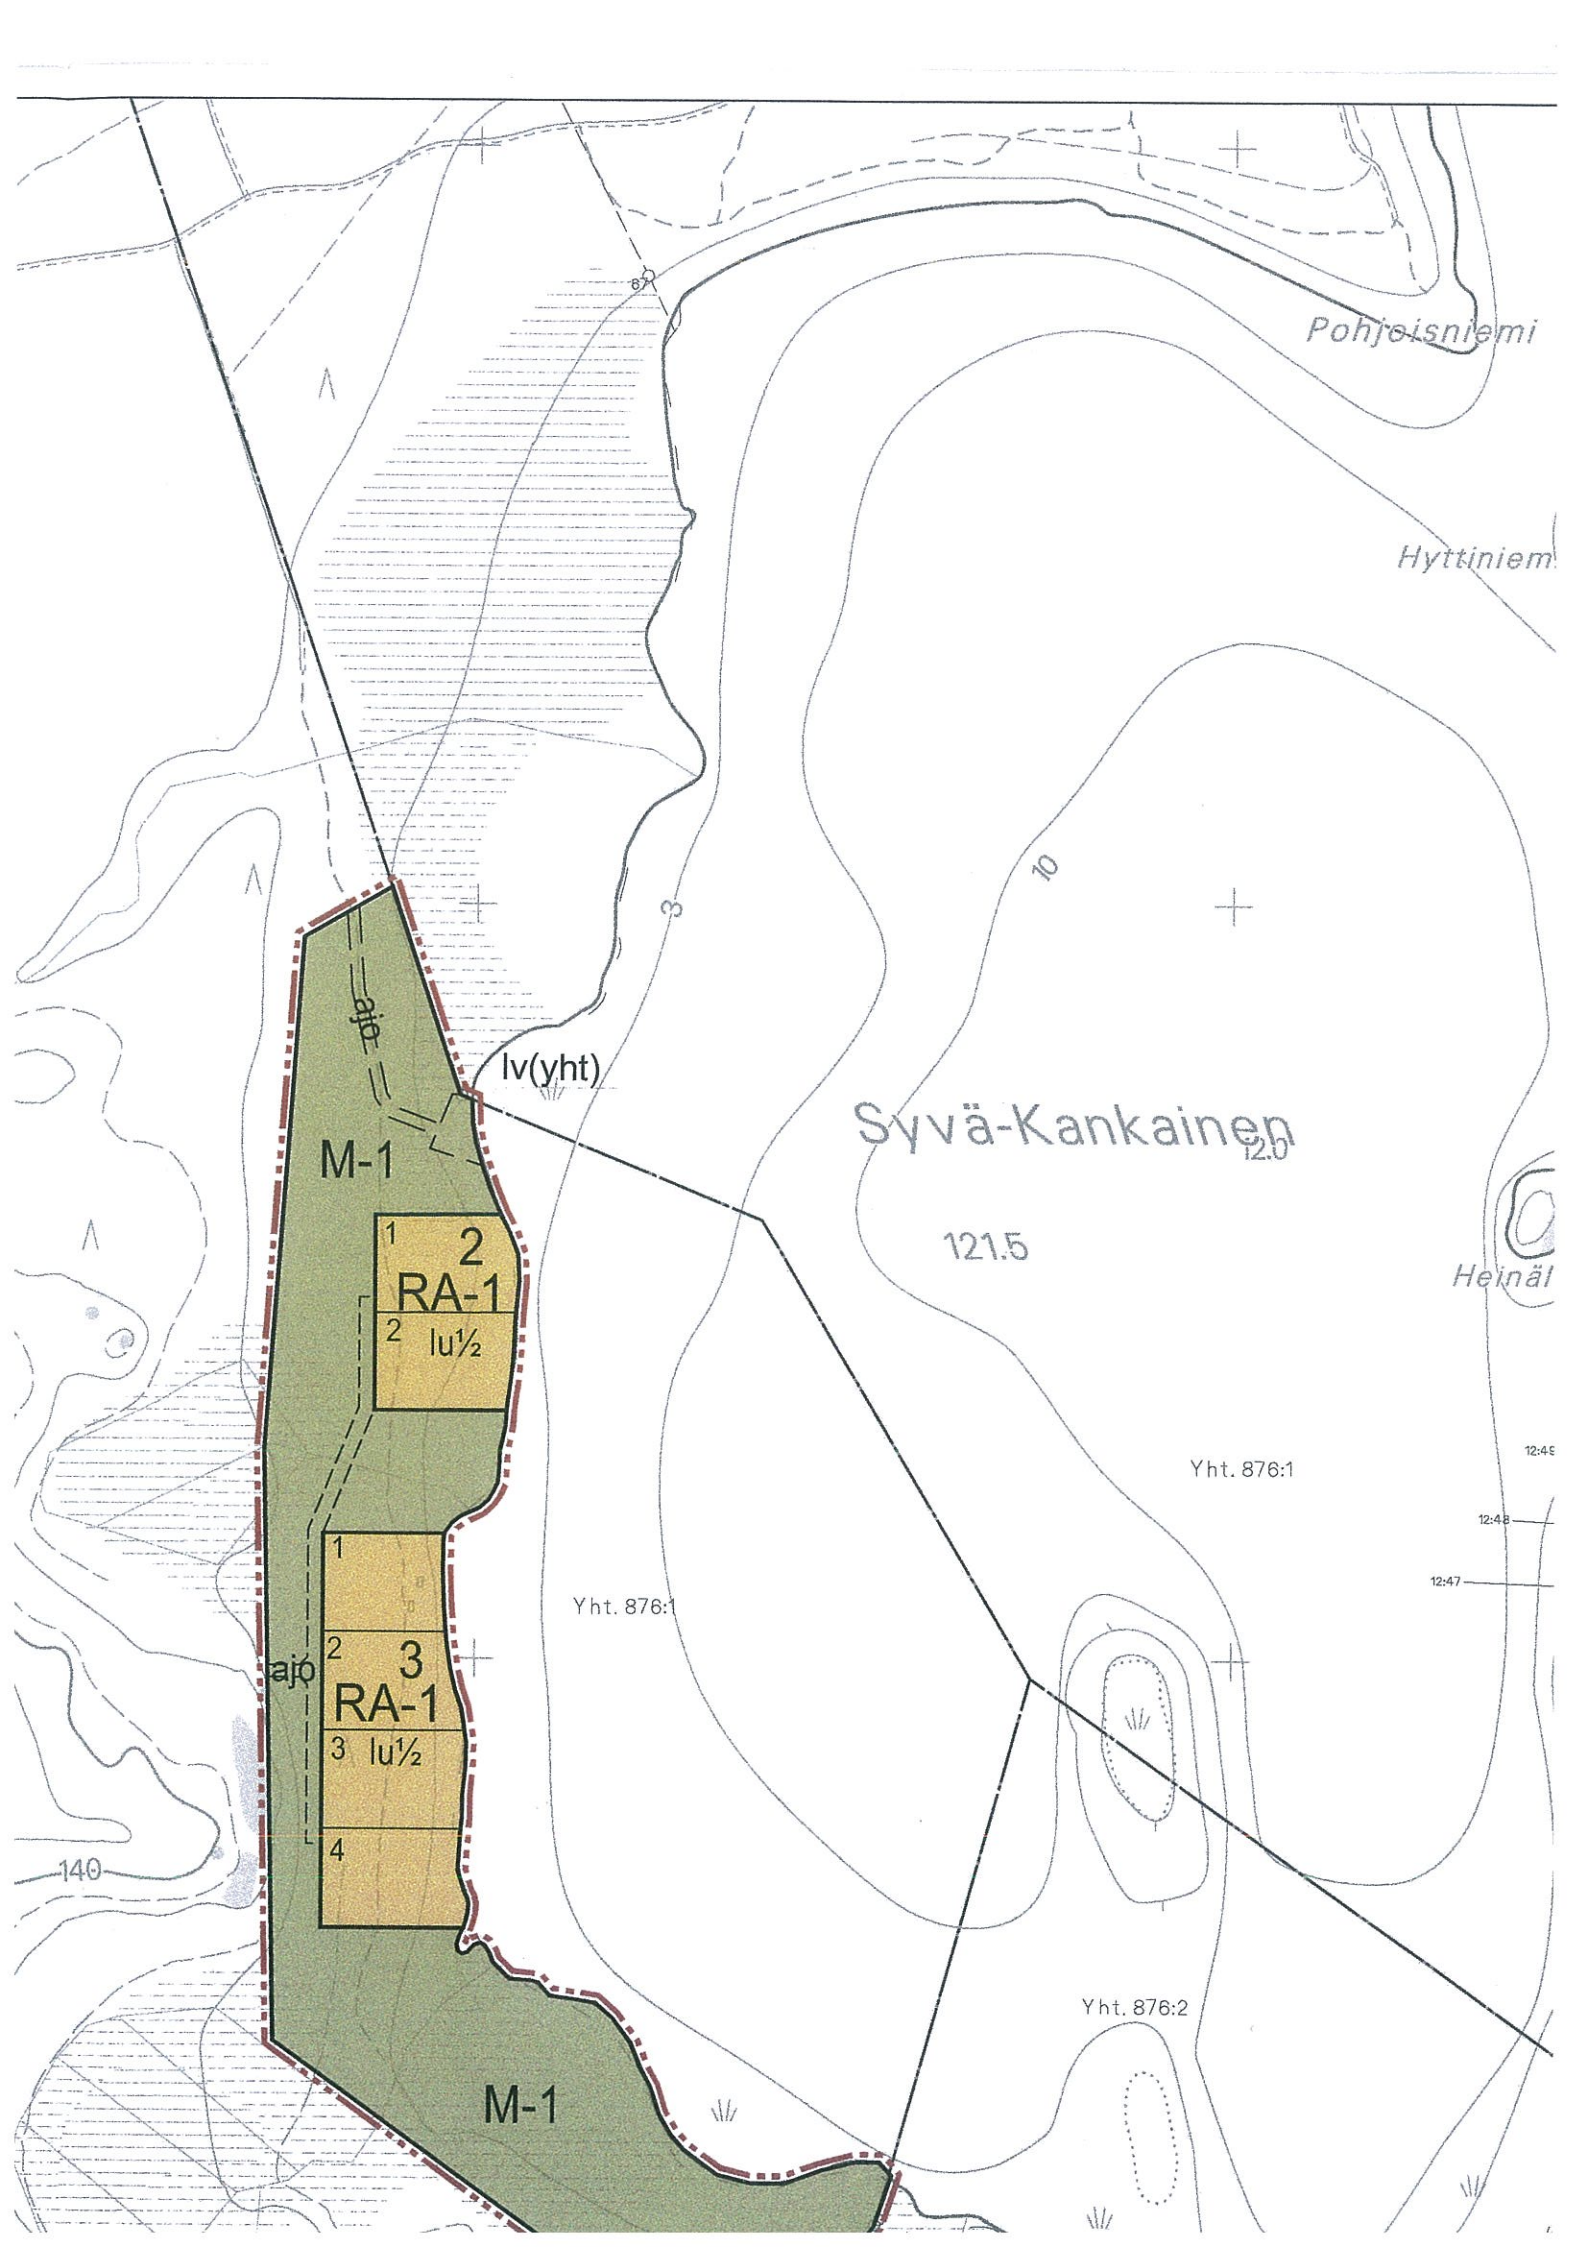 87
Pohjoisniemi
Hyttiniem
10
3
ajo
lv(yht)
Syvä-Kankainen
12.0
M-1
121.5
1
2
RA-1
2
lu½
Heinäl
12:49
Yht. 876:1
12:48
1
12:47
Yht. 876:1
2
3
ajo
RA-1
3
lu½
4
140
Yht. 876:2
M-1